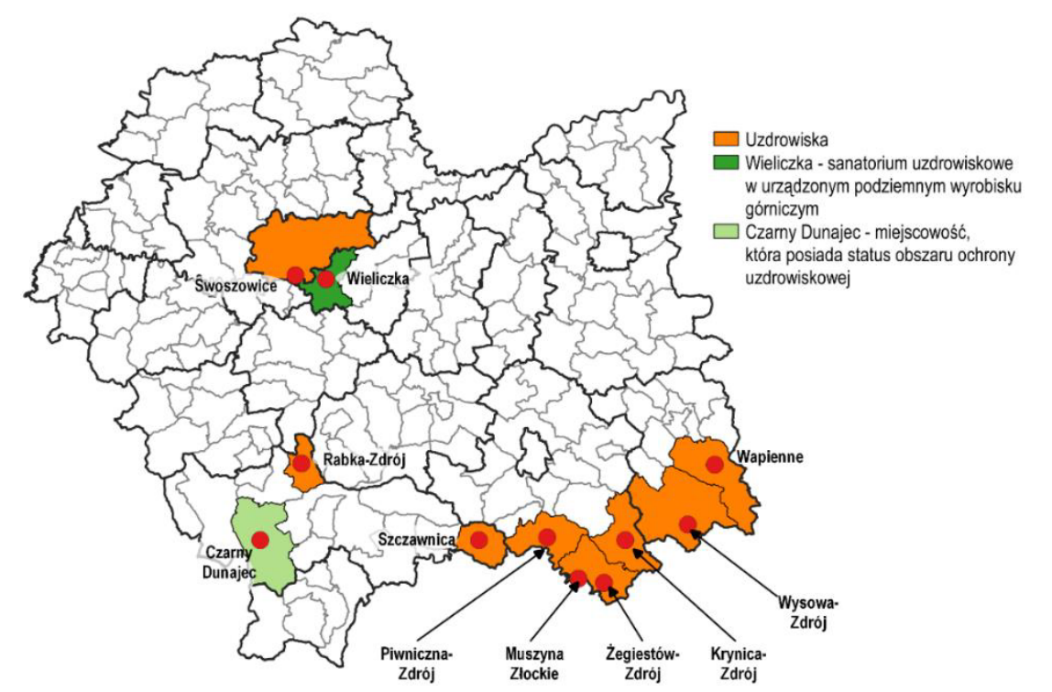 Uzdrowiska
Wieliczka - sanatorium uzdrowiskowe
w urządzonym podziemnym wyrobisku
górniczym
Czarny Dunajec - miejscowość,
która posiada status obszaru ochrony
uzdrowiskowej
Swoszowice
Wieliczka
Rabka-Zdrój
Wapienne
Szczawnica
Czarny
Dunajec
Wysowa-
Zdrój
Piwniczna-
Zdrój
Muszyna
Złockie
Żegiestów-
Zdrój
Krynica-
Zdrój